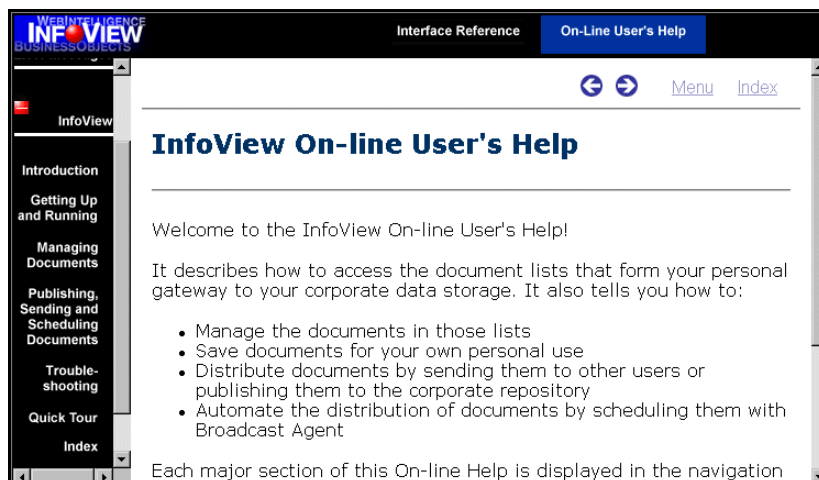 WEBINTELLIGENCE
INFOVIEW
BUSINESSOBJECTS
Interface Reference
On-Line User's Help
InfoView
Introduction
Getting Up
and Running
Managing
Documents
Publishing,
Sending and
Scheduling
Documents
Trouble-
shooting
Quick Tour
Index
Menu Index
InfoView On-line User's Help
Welcome to the InfoView On-line User's Help!
It describes how to access the document lists that form your personal
gateway to your corporate data storage. It also tells you how to:
• Manage the documents in those lists
• Save documents for your own personal use
• Distribute documents by sending them to other users or
publishing them to the corporate repository
• Automate the distribution of documents by scheduling them with
Broadcast Agent
Each major section of this On-line Help is displayed in the navigation